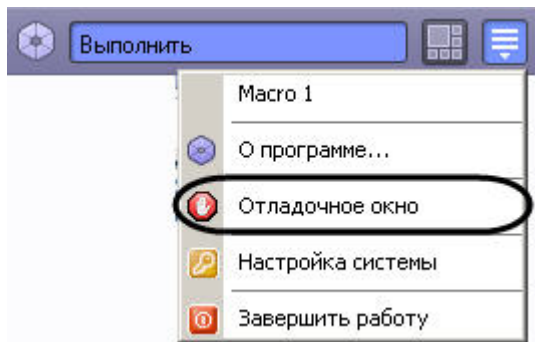 Выполнить
Macro 1
О программе...
Отладочное окно
Настройка системы
Завершить работу